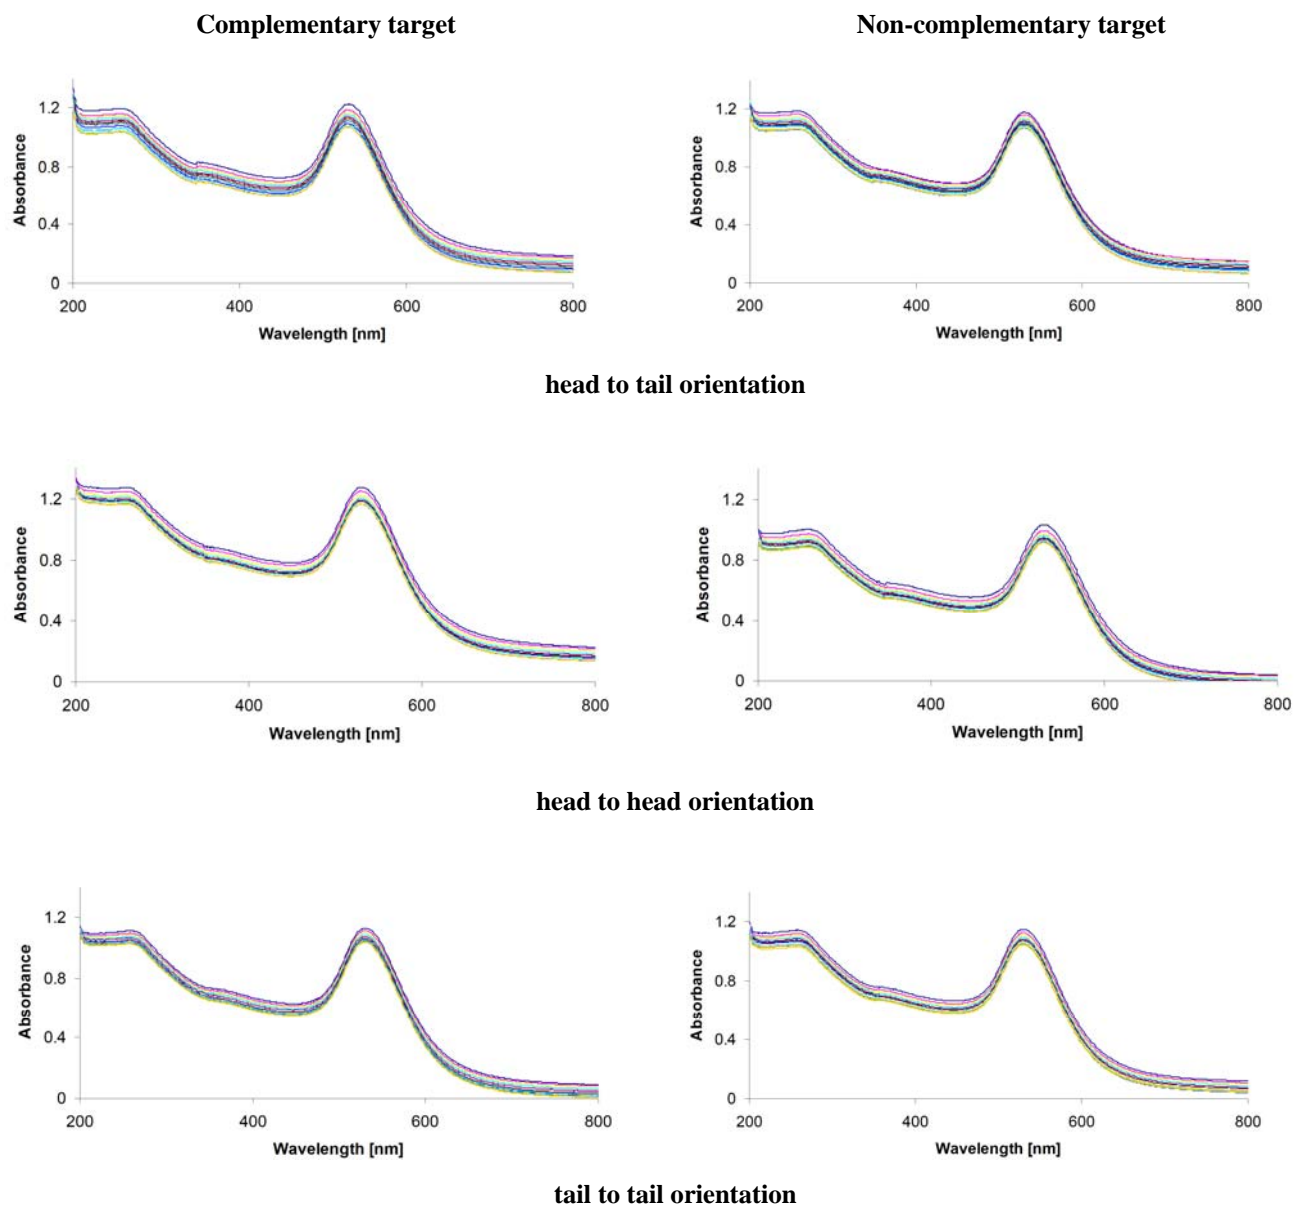 Complementary target
Non-complementary target
Absorbance
1.2
0.8
0.4
0
200
400
600
800
Wavelength [nm]
Absorbance
1.2
0.8
0.4
0
200
400
600
800
Wavelength [nm]
head to tail orientation
Absorbance
1.2
0.8
0.4
0
200
400
600
800
Wavelength [nm]
Absorbance
1.2
0.8
0.4
0
200
400
600
800
Wavelength [nm]
head to head orientation
Absorbance
1.2
0.8
0.4
0
200
400
600
800
Wavelength [nm]
Absorbance
1.2
0.8
0.4
0
200
400
600
800
Wavelength [nm]
tail to tail orientation